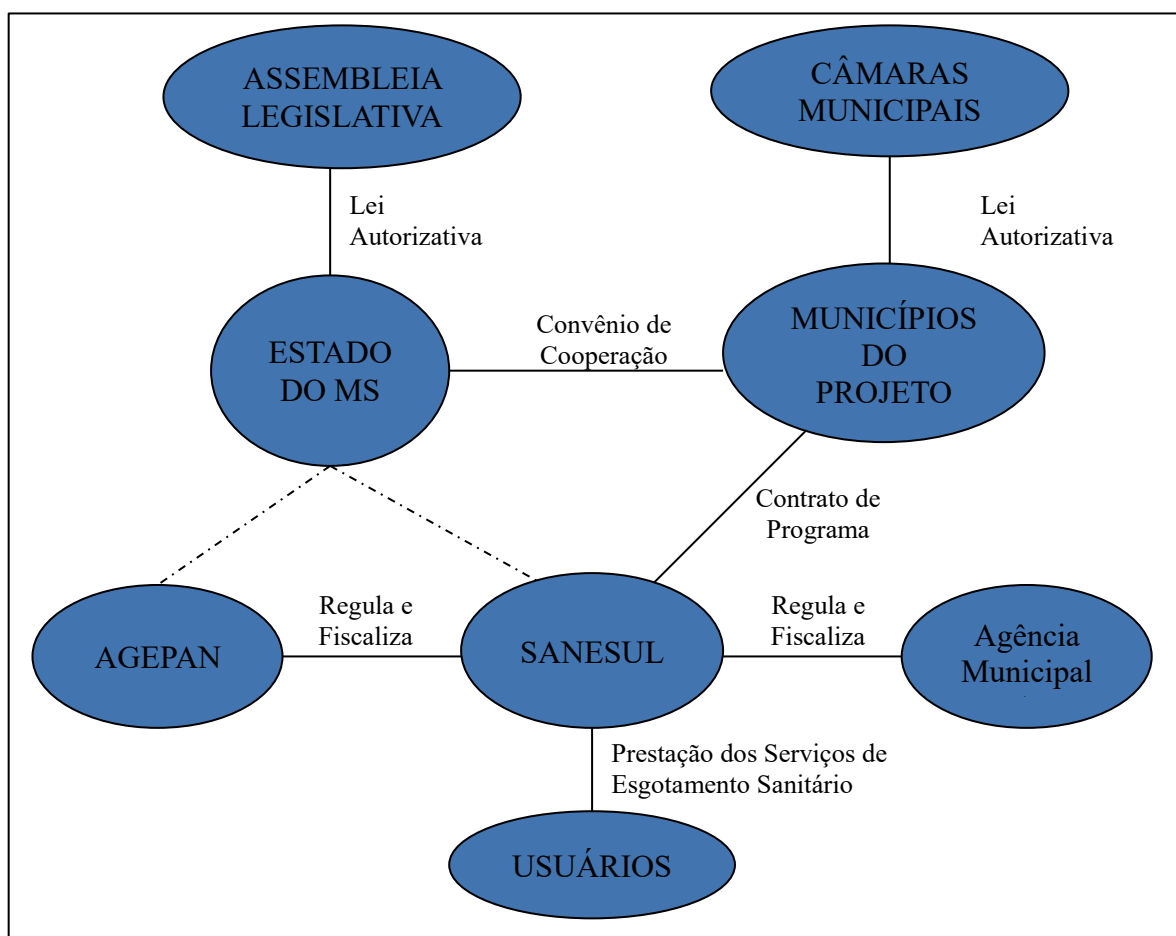 ASSEMBLEIA
LEGISLATIVA
CÂMARAS
MUNICIPAIS
Lei
Autorizativa
Lei
Autorizativa
ESTADO
DO MS
Convênio de
Cooperação
MUNICÍPIOS
DO
PROJETO
Contrato de
Programa
AGEPAN
Regula e
Fiscaliza
SANESUL
Regula e
Fiscaliza
Agência
Municipal
Prestação dos Serviços de
Esgotamento Sanitário
USUÁRIOS